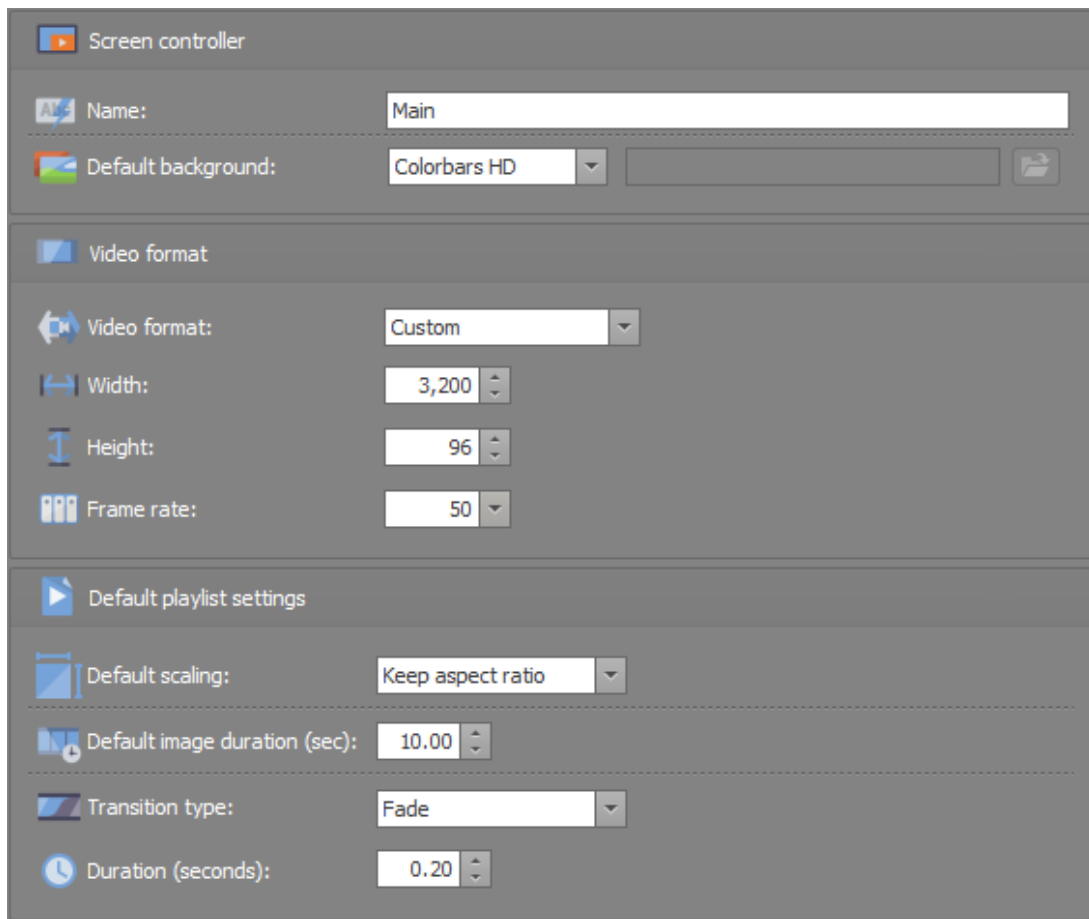 Screen controller
Name: Main
Default background: Colorbars HD
Video format
Video format: Custom
Width: 3,200
Height: 96
Frame rate: 50
Default playlist settings
Default scaling: Keep aspect ratio
Default image duration (sec): 10.00
Transition type: Fade
Duration (seconds): 0.20